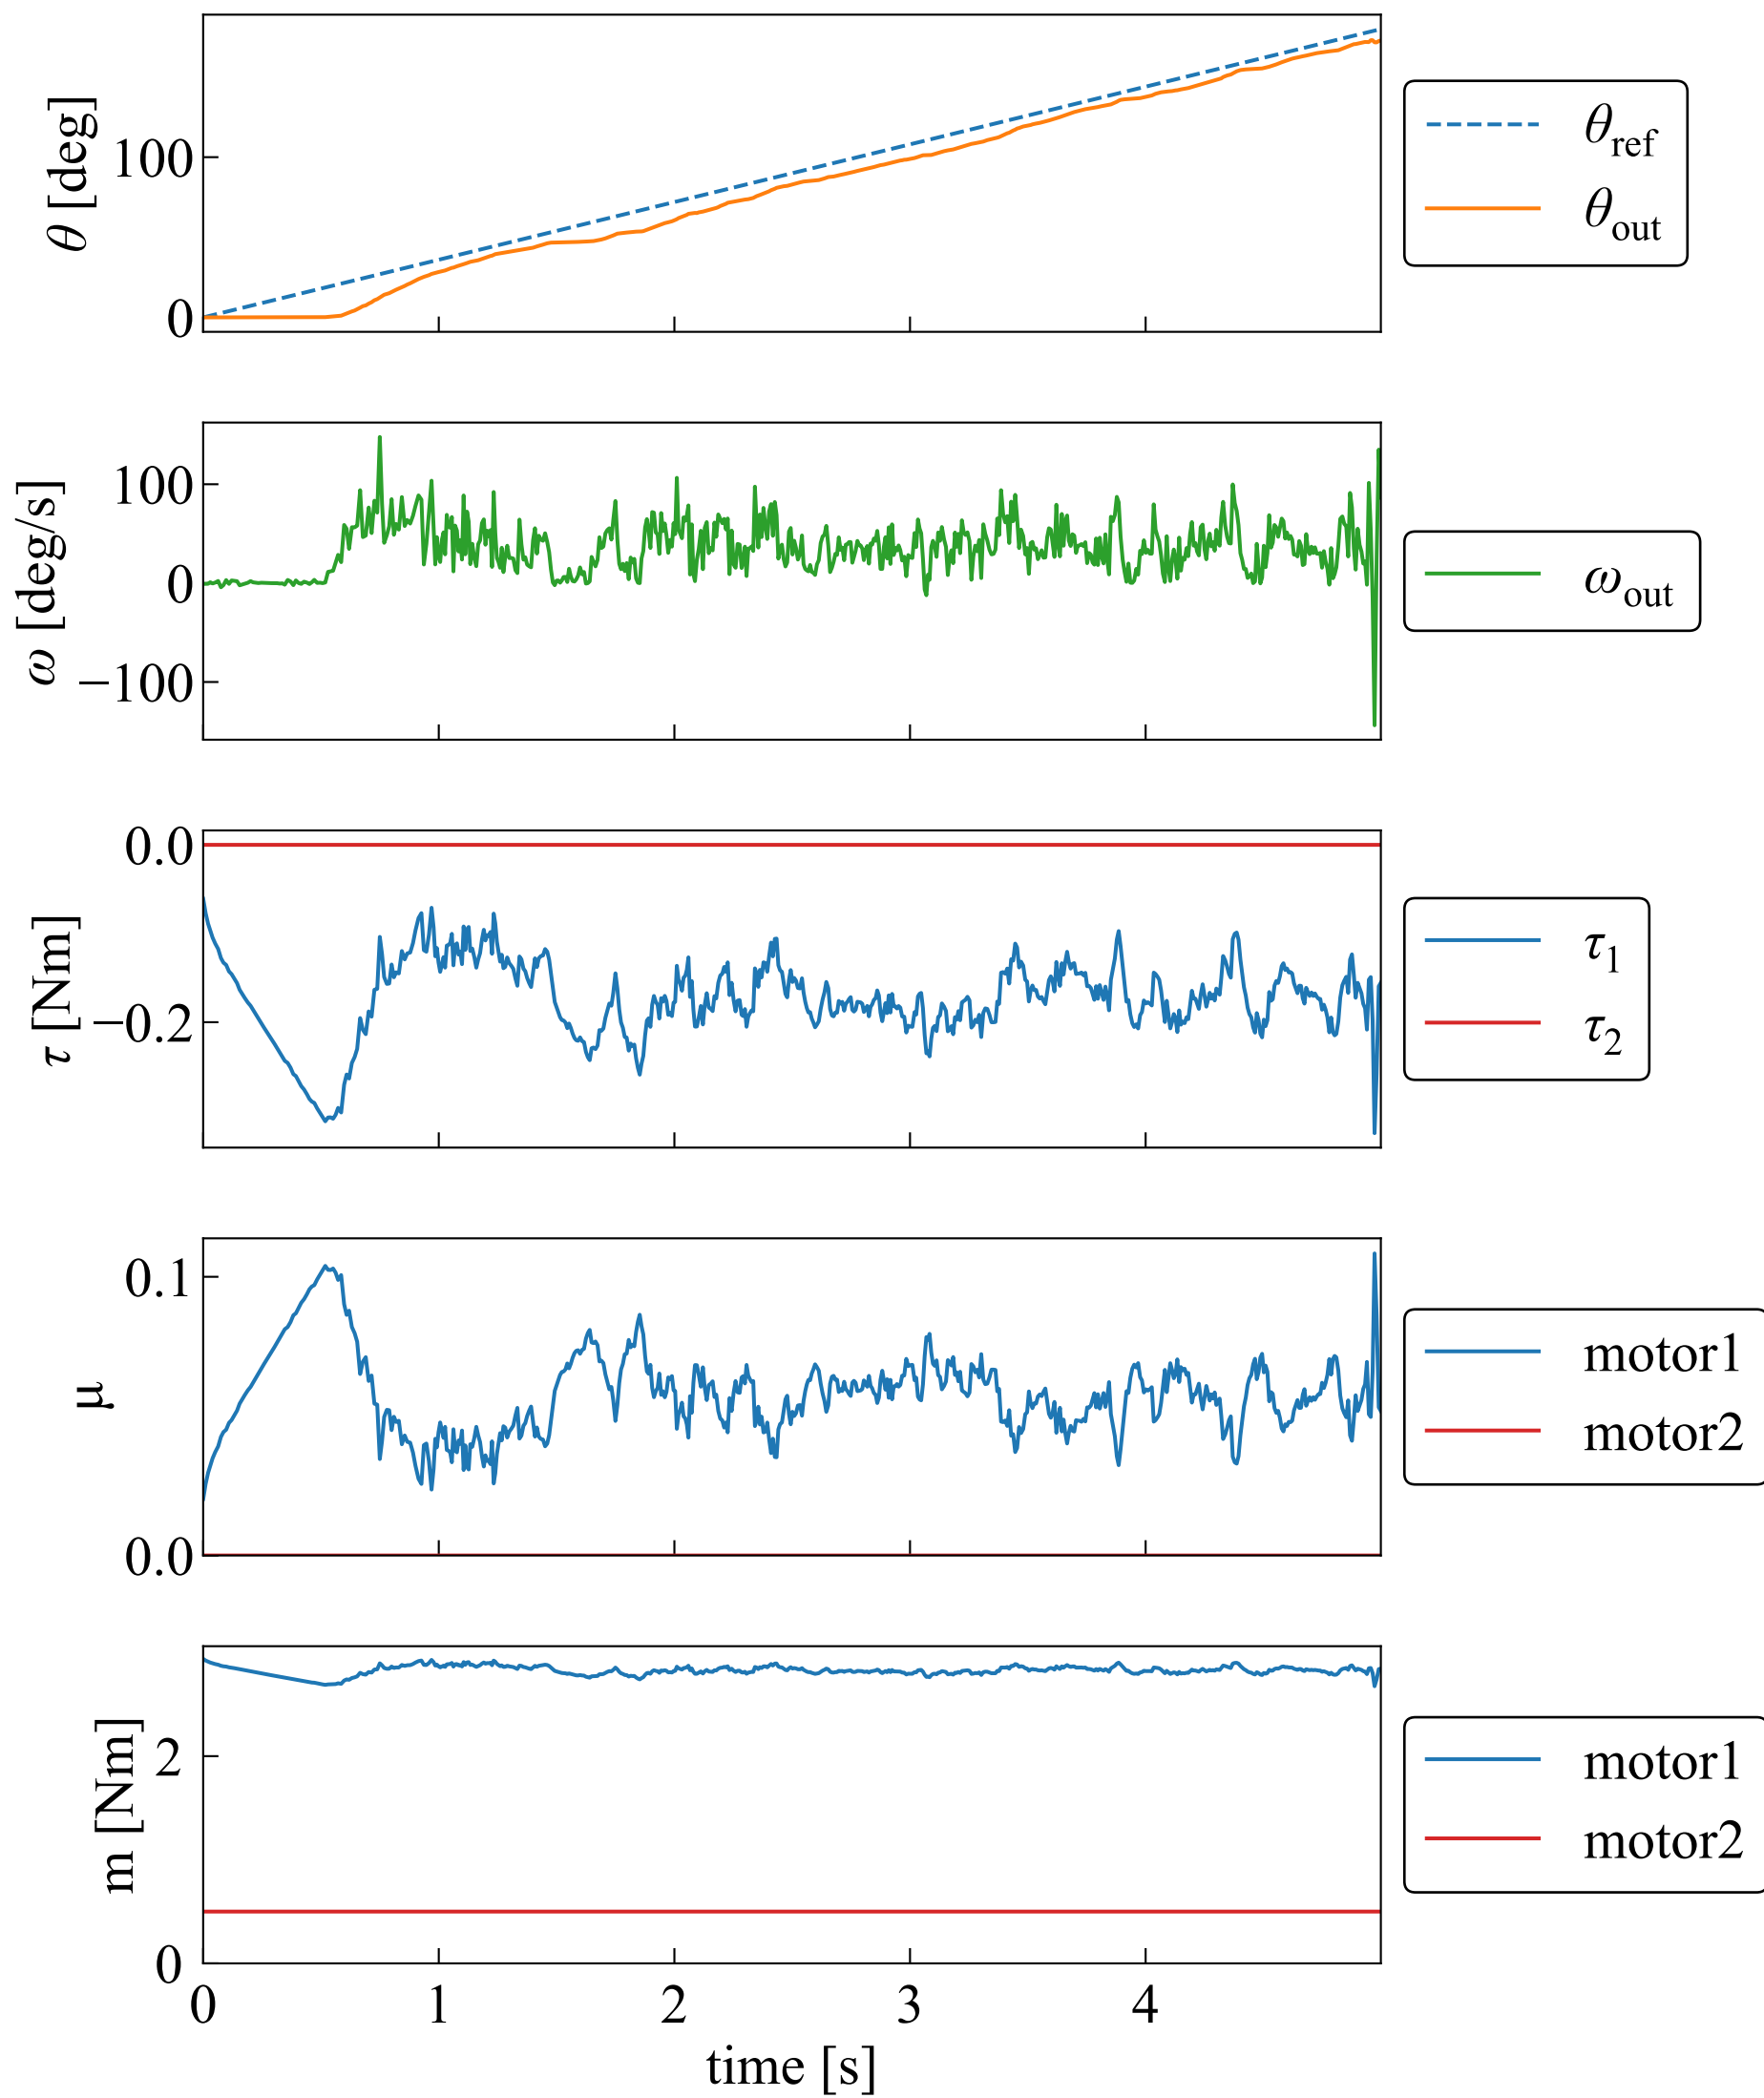 θ [deg]
100
0
θref
θout
ω [deg/s]
100
0
−100
ωout
τ [Nm]
0.0
−0.2
τ1
τ2
μ
0.1
0.0
motor1
motor2
m [Nm]
2
0
motor1
motor2
0 1 2 3 4
time [s]